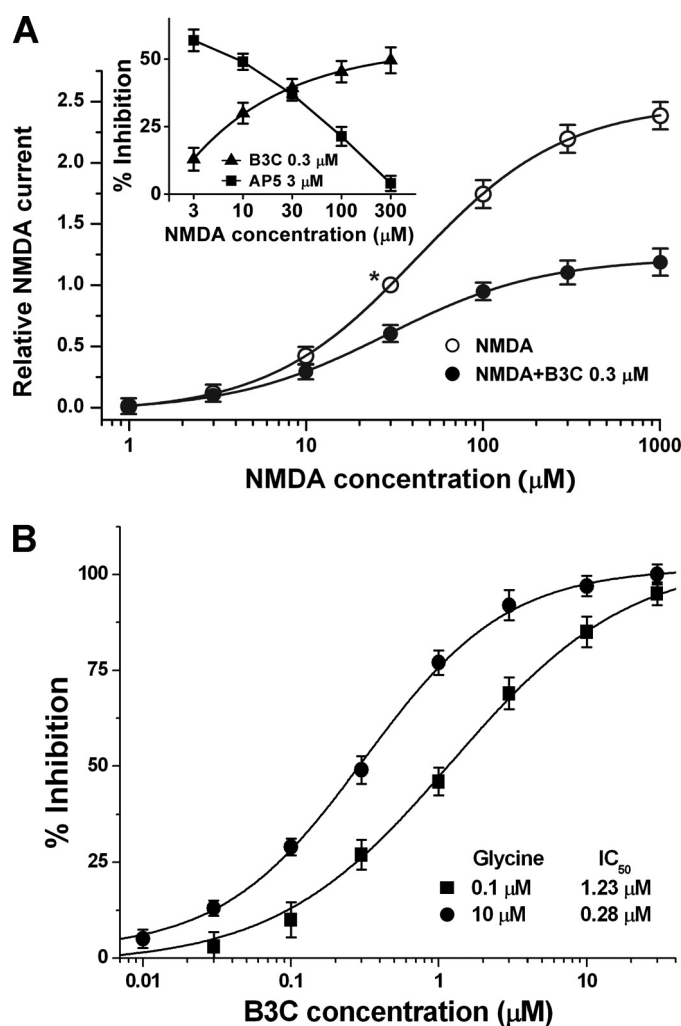 A
% Inhibition
50
25
0
B3C 0.3 μM
AP5 3 μM
3 10 30 100 300
NMDA concentration (μM)
Relative NMDA current
2.5
2.0
1.5
1.0
0.5
0.0
*
NMDA
NMDA+B3C 0.3 μM
1 10 100 1000
NMDA concentration (μM)
B
% Inhibition
100
75
50
25
0
Glycine IC50
0.1 μM 1.23 μM
10 μM 0.28 μM
0.01 0.1 1 10
B3C concentration (μM)